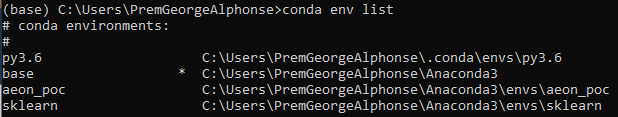 (base) C:\Users\PremGeorgeAlphonse>conda env list
# conda environments:
#
py3.6                    C:\Users\PremGeorgeAlphonse\.conda\envs\py3.6
base                  *  C:\Users\PremGeorgeAlphonse\Anaconda3
aeon_poc                 C:\Users\PremGeorgeAlphonse\Anaconda3\envs\aeon_poc
sklearn                  C:\Users\PremGeorgeAlphonse\Anaconda3\envs\sklearn